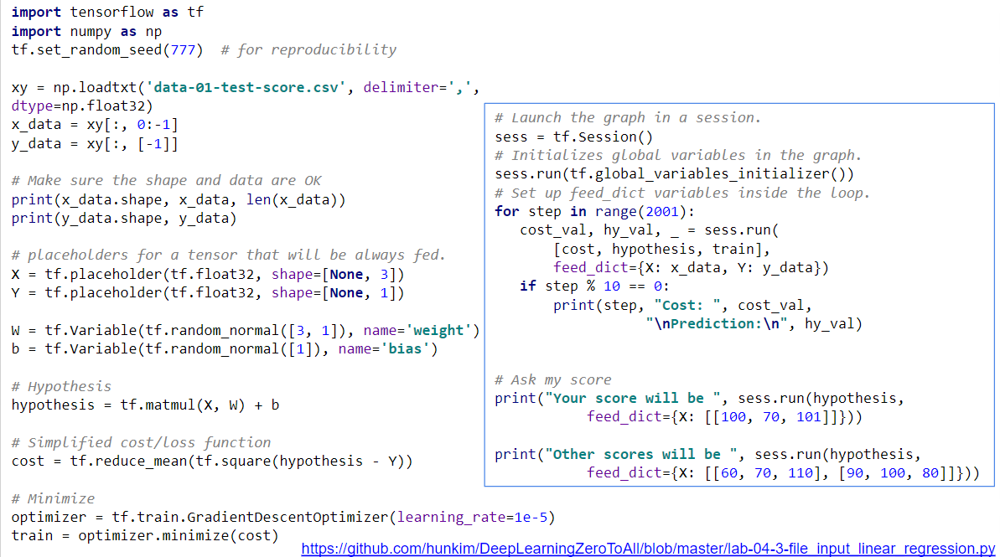 import tensorflow as tf
import numpy as np
tf.set_random_seed(777)  # for reproducibility
xy = np.loadtxt('data-01-test-score.csv', delimiter=',',
dtype=np.float32)
x_data = xy[:, 0:-1]
y_data = xy[:, [-1]]
# Make sure the shape and data are OK
print(x_data.shape, x_data, len(x_data))
print(y_data.shape, y_data)
# placeholders for a tensor that will be always fed.
X = tf.placeholder(tf.float32, shape=[None, 3])
Y = tf.placeholder(tf.float32, shape=[None, 1])
W = tf.Variable(tf.random_normal([3, 1]), name='weight')
b = tf.Variable(tf.random_normal([1]), name='bias')
# Hypothesis
hypothesis = tf.matmul(X, W) + b
# Simplified cost/loss function
cost = tf.reduce_mean(tf.square(hypothesis - Y))
# Minimize
optimizer = tf.train.GradientDescentOptimizer(learning_rate=1e-5)
train = optimizer.minimize(cost)
# Launch the graph in a session.
sess = tf.Session()
# Initializes global variables in the graph.
sess.run(tf.global_variables_initializer())
# Set up feed_dict variables inside the loop.
for step in range(2001):
   cost_val, hy_val, _ = sess.run(
       [cost, hypothesis, train],
       feed_dict={X: x_data, Y: y_data})
   if step % 10 == 0:
       print(step, "Cost: ", cost_val,
                  "\nPrediction:\n", hy_val)
# Ask my score
print("Your score will be ", sess.run(hypothesis,
           feed_dict={X: [[100, 70, 101]]}))
print("Other scores will be ", sess.run(hypothesis,
           feed_dict={X: [[60, 70, 110], [90, 100, 80]]}))
https://github.com/hunkim/DeepLearningZeroToAll/blob/master/lab-04-3-file_input_linear_regression.py